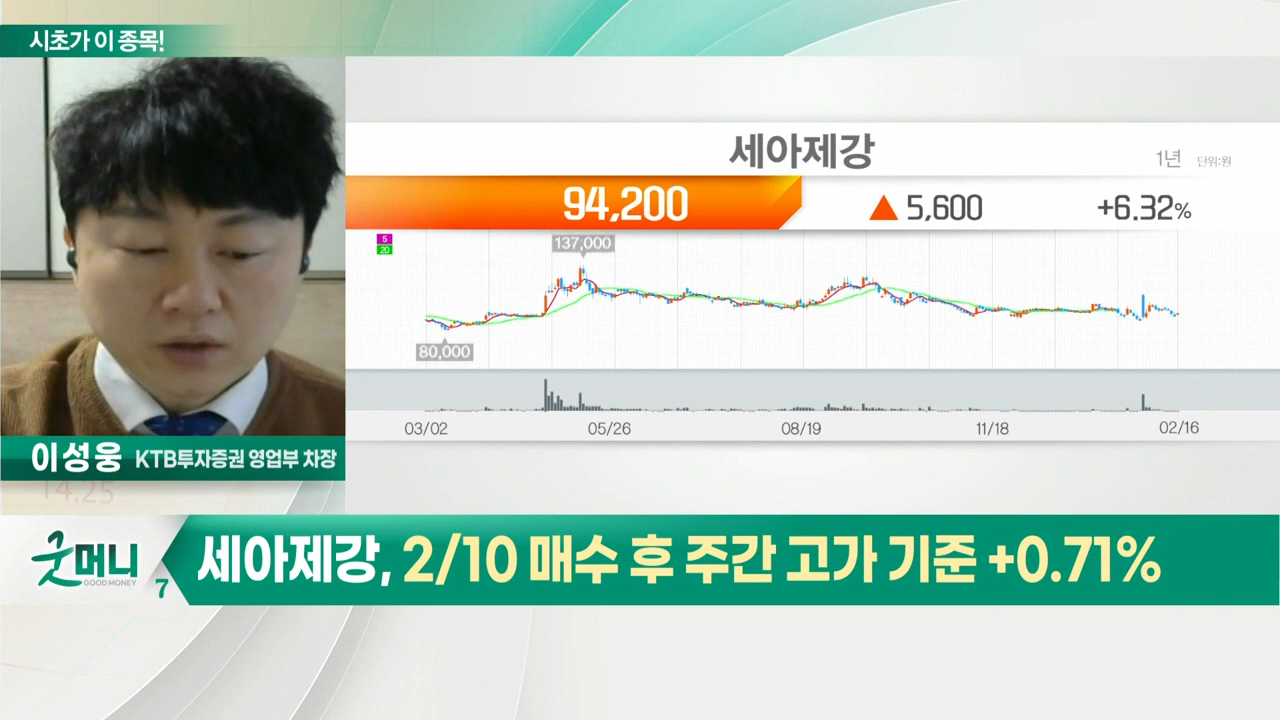 시초가 이 종목!
세아제강
1년 단위:원
94,200 ▲ 5,600 +6.32%
5
20
137,000
80,000
03/02 05/26 08/19 11/18 02/16
이성웅 KTB투자증권 영업부 차장
14.25
굿머니 GOOD MONEY 7
세아제강, 2/10 매수 후 주간 고가 기준 +0.71%